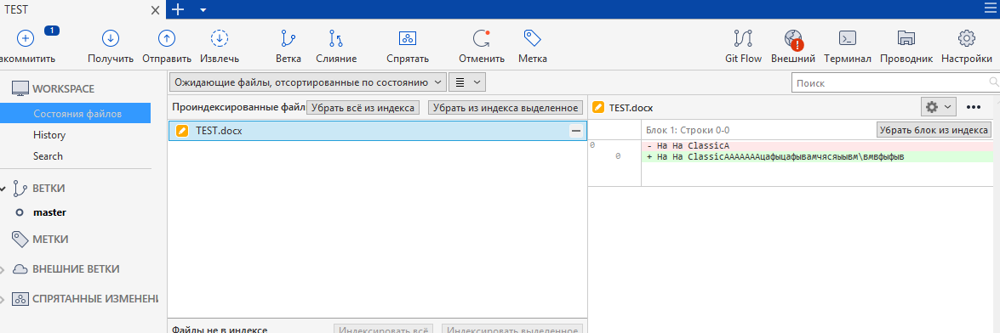 TEST
1
акоммитить
Получить
Отправить
Извлечь
Ветка
Слияние
Спрятать
Отменить
Метка
Git Flow
Внешний
Терминал
Проводник
Настройки
WORKSPACE
Состояния файлов
History
Search
ВЕТКИ
master
МЕТКИ
ВНЕШНИЕ ВЕТКИ
СПРЯТАННЫЕ ИЗМЕНЕНИ
Ожидающие файлы, отсортированные по состоянию
Поиск
Проиндексированные файл
Убрать всё из индекса
Убрать из индекса выделенное
TEST.docx
Файлы не в индексе
Индексировать всё
Индексировать выделенное
TEST.docx
Блок 1: Строки 0-0
Убрать блок из индекса
0 - На На ClassicA
0 + На На ClassicAAAAAAAцафыцафывамчясяыывм\вмвфыфыв